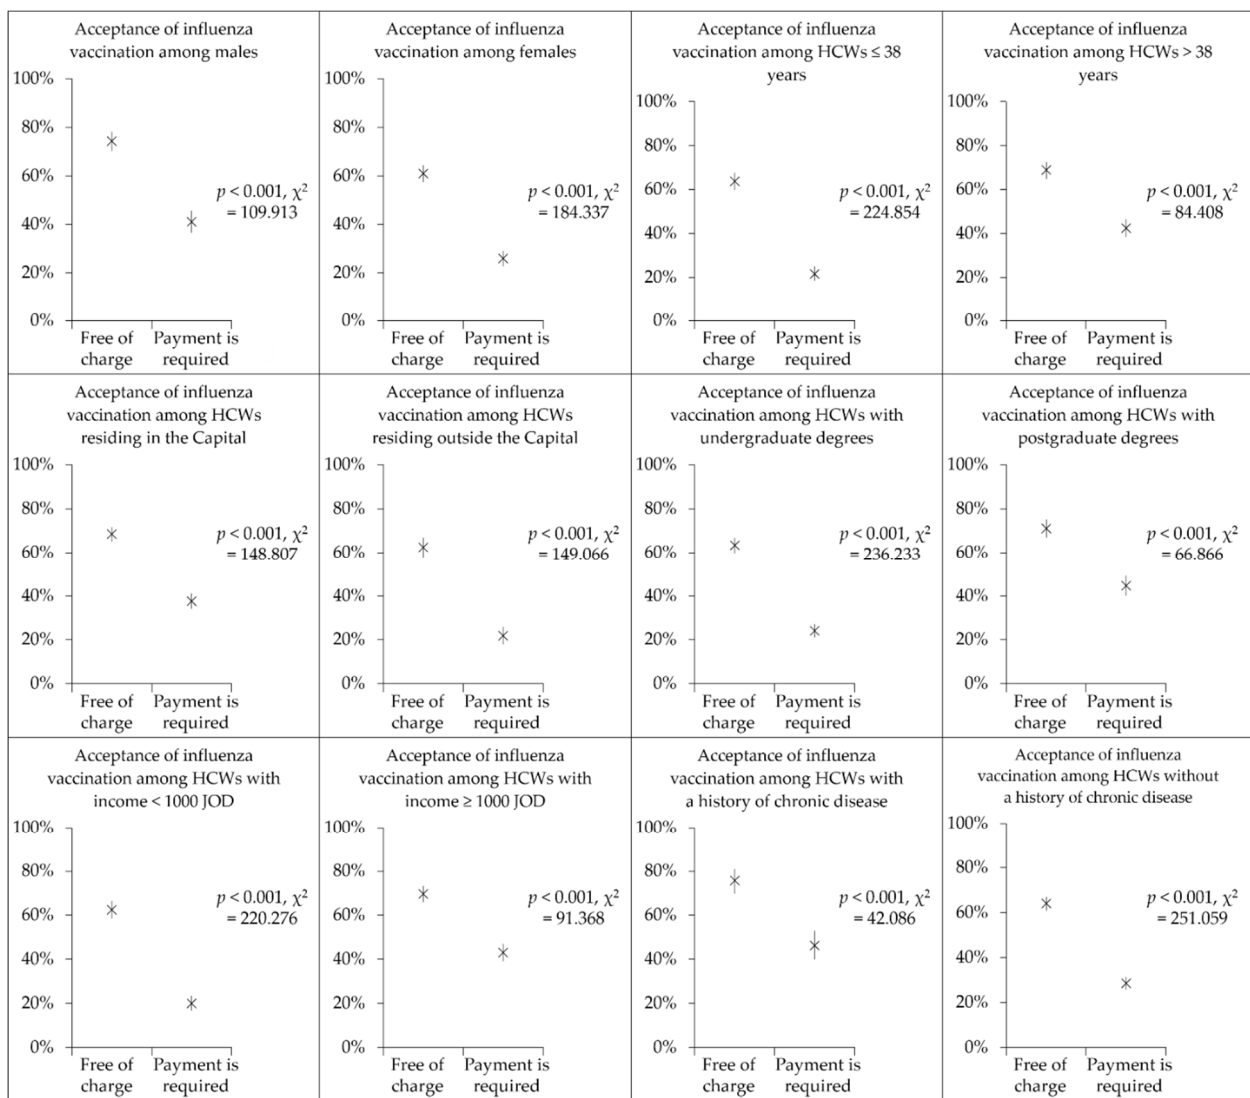 Acceptance of influenza
vaccination among males
100%
80%
60%
40%
20%
0%
p < 0.001, χ²
= 109.913
Free of
charge
Payment is
required
Acceptance of influenza
vaccination among females
100%
80%
60%
40%
20%
0%
p < 0.001, χ²
= 184.337
Free of
charge
Payment is
required
Acceptance of influenza
vaccination among HCWs ≤ 38
years
100%
80%
60%
40%
20%
0%
p < 0.001, χ²
= 224.854
Free of
charge
Payment is
required
Acceptance of influenza
vaccination among HCWs > 38
years
100%
80%
60%
40%
20%
0%
p < 0.001, χ²
= 84.408
Free of
charge
Payment is
required
Acceptance of influenza
vaccination among HCWs
residing in the Capital
100%
80%
60%
40%
20%
0%
p < 0.001, χ²
= 148.807
Free of
charge
Payment is
required
Acceptance of influenza
vaccination among HCWs
residing outside the Capital
100%
80%
60%
40%
20%
0%
p < 0.001, χ²
= 149.066
Free of
charge
Payment is
required
Acceptance of influenza
vaccination among HCWs with
undergraduate degrees
100%
80%
60%
40%
20%
0%
p < 0.001, χ²
= 236.233
Free of
charge
Payment is
required
Acceptance of influenza
vaccination among HCWs with
postgraduate degrees
100%
80%
60%
40%
20%
0%
p < 0.001, χ²
= 66.866
Free of
charge
Payment is
required
Acceptance of influenza
vaccination among HCWs with
income < 1000 JOD
100%
80%
60%
40%
20%
0%
p < 0.001, χ²
= 220.276
Free of
charge
Payment is
required
Acceptance of influenza
vaccination among HCWs with
income ≥ 1000 JOD
100%
80%
60%
40%
20%
0%
p < 0.001, χ²
= 91.368
Free of
charge
Payment is
required
Acceptance of influenza
vaccination among HCWs with
a history of chronic disease
100%
80%
60%
40%
20%
0%
p < 0.001, χ²
= 42.086
Free of
charge
Payment is
required
Acceptance of influenza
vaccination among HCWs without
a history of chronic disease
100%
80%
60%
40%
20%
0%
p < 0.001, χ²
= 251.059
Free of
charge
Payment is
required